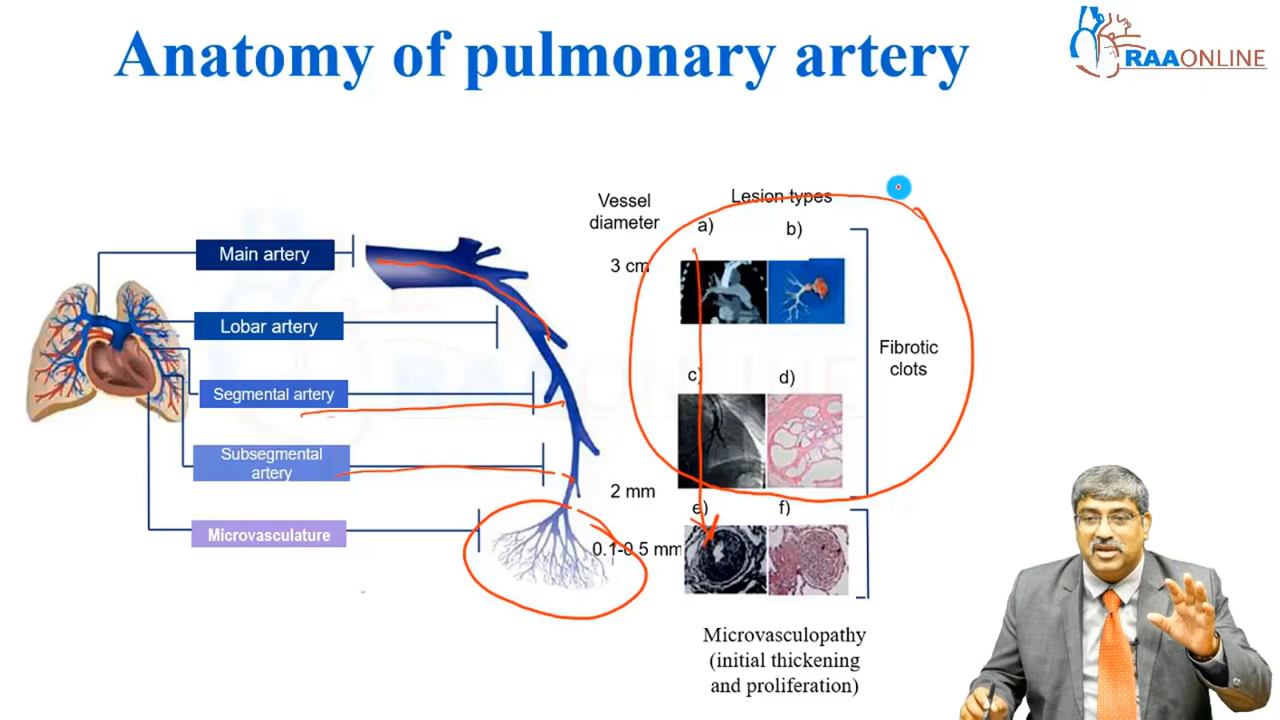 Anatomy of pulmonary artery
RAAONLINE
Main artery
Lobar artery
Segmental artery
Subsegmental
artery
Microvasculature
Vessel
diameter
3 cm
2 mm
0.1-0.5 mm
Lesion types
a)
b)
c)
d)
e)
f)
Fibrotic
clots
Microvasculopathy
(initial thickening
and proliferation)